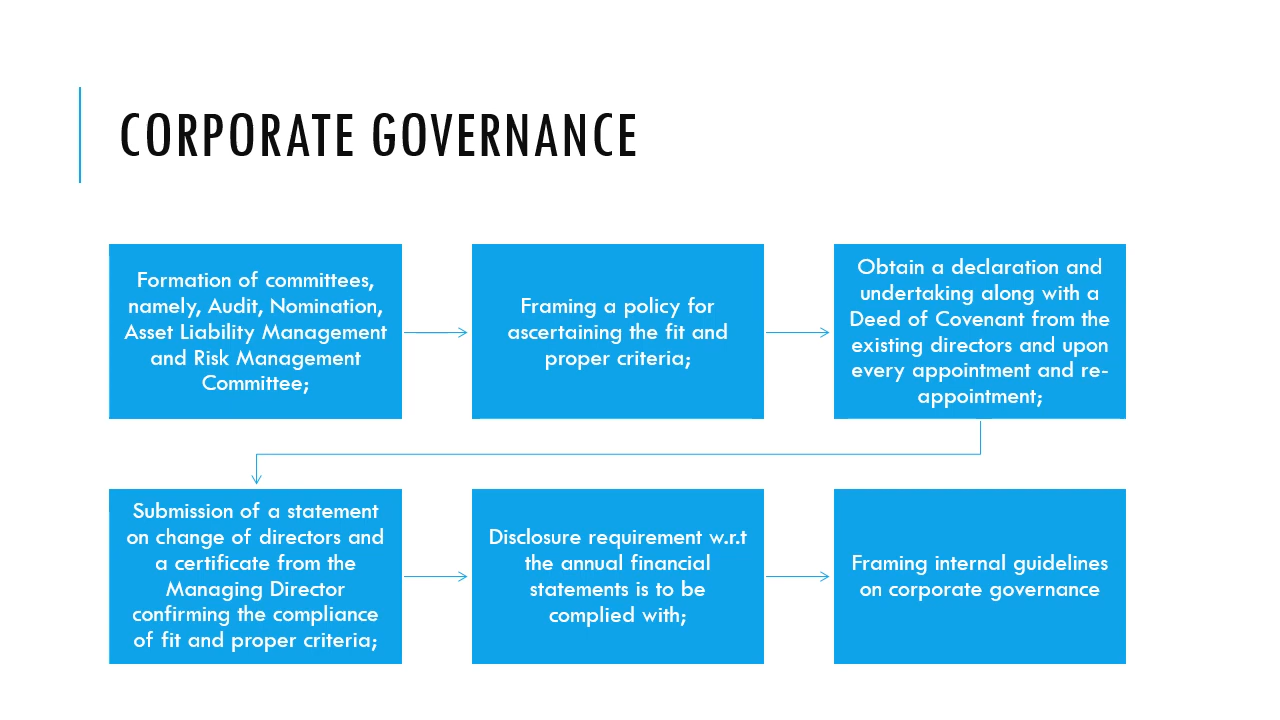 CORPORATE GOVERNANCE
Formation of committees,
namely, Audit, Nomination,
Asset Liability Management
and Risk Management
Committee;
Framing a policy for
ascertaining the fit and
proper criteria;
Obtain a declaration and
undertaking along with a
Deed of Covenant from the
existing directors and upon
every appointment and re-
appointment;
Submission of a statement
on change of directors and
a certificate from the
Managing Director
confirming the compliance
of fit and proper criteria;
Disclosure requirement w.r.t
the annual financial
statements is to be
complied with;
Framing internal guidelines
on corporate governance